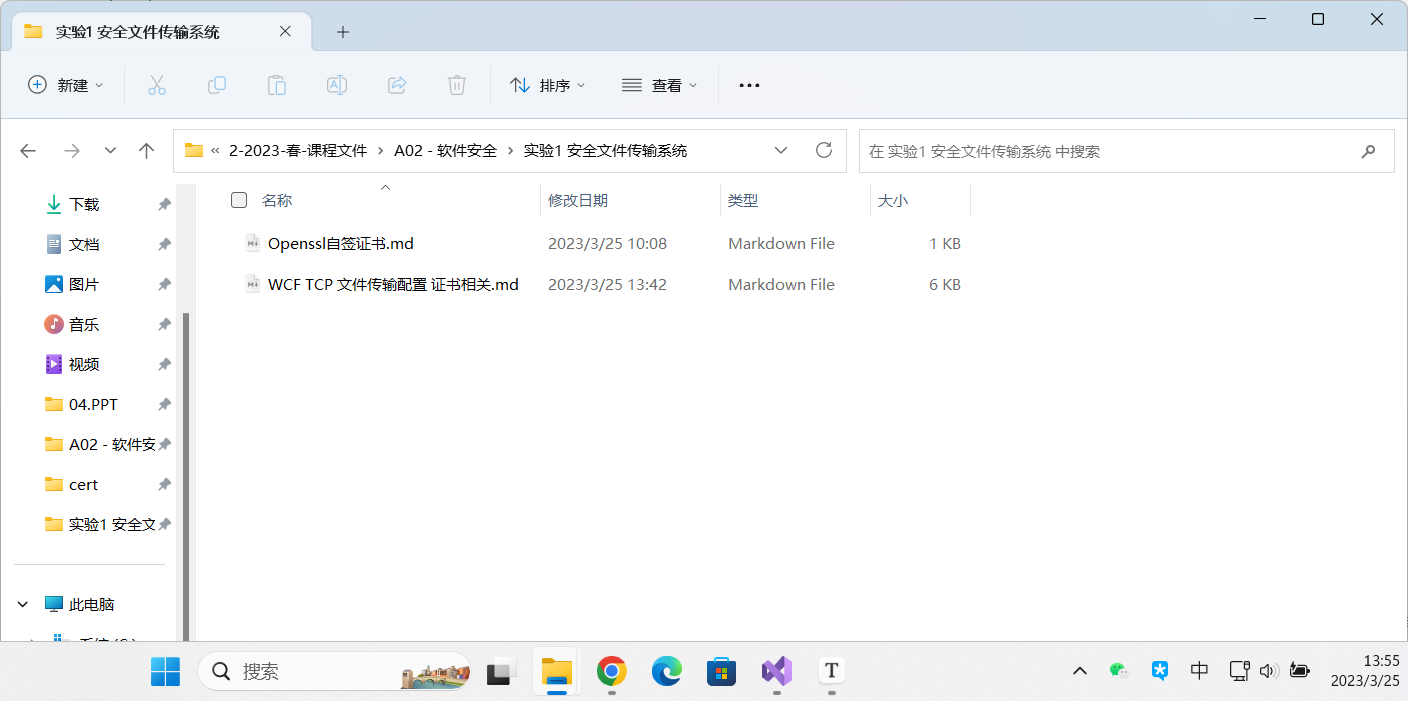 实验1 安全文件传输系统
新建
排序
查看
« 2-2023-春-课程文件 › A02 - 软件安全 › 实验1 安全文件传输系统
在 实验1 安全文件传输系统 中搜索
下载
文档
图片
音乐
视频
04.PPT
A02 - 软件安
cert
实验1 安全文
此电脑
系统 (C:)
名称 修改日期 类型 大小
Openssl自签证书.md 2023/3/25 10:08 Markdown File 1 KB
WCF TCP 文件传输配置 证书相关.md 2023/3/25 13:42 Markdown File 6 KB
搜索
T
中
13:55
2023/3/25